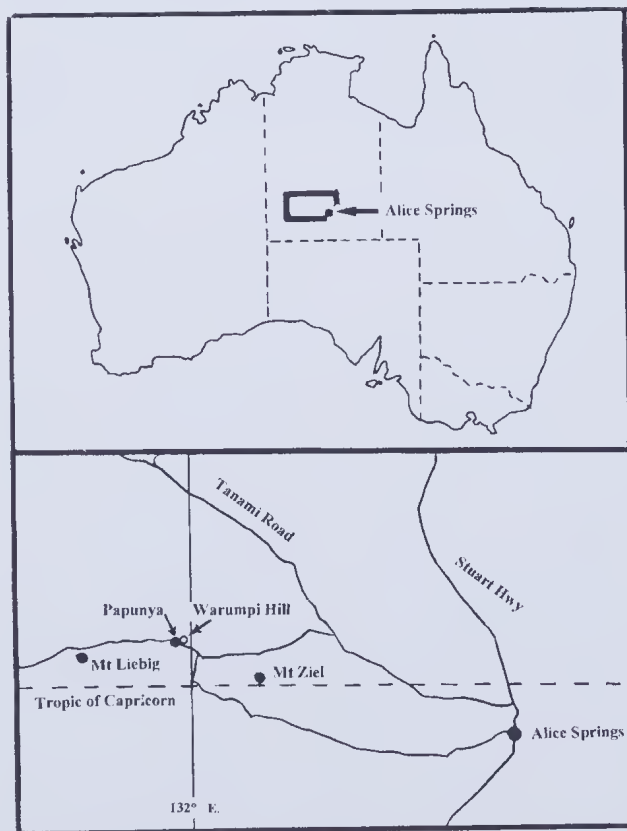 Alice Springs
Tanami Road
Stuart Hwy
Papunya
Warumpi Hill
Mt Liebig
Mt Ziel
Tropic of Capricorn
Alice Springs
132° E.